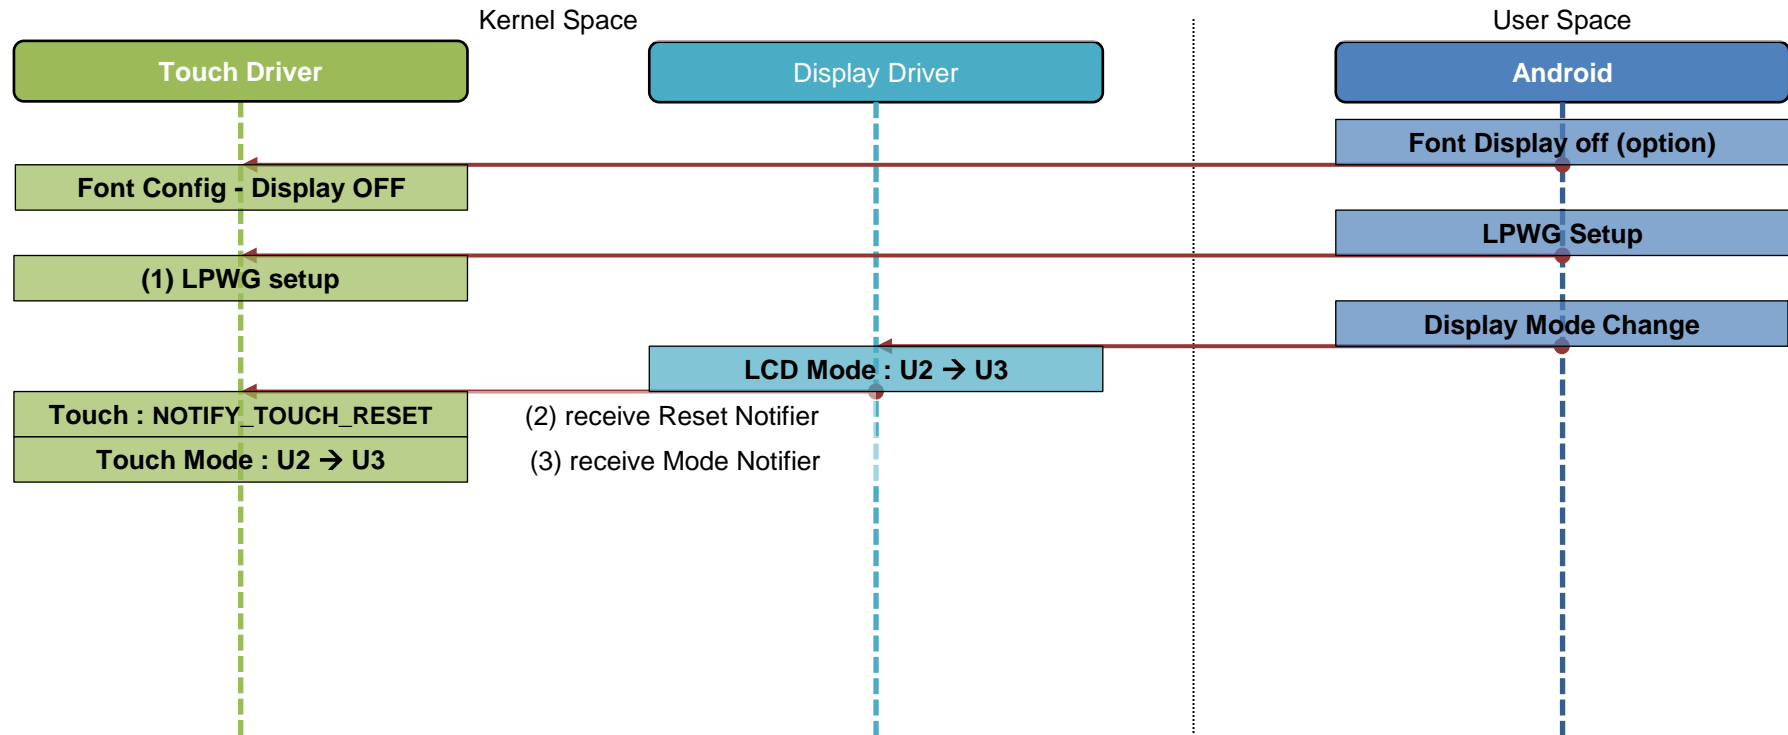 Kernel Space
User Space
Touch Driver
Display Driver
Android
Font Display off (option)
Font Config - Display OFF
LPWG Setup
(1) LPWG setup
Display Mode Change
LCD Mode : U2 → U3
Touch : NOTIFY_TOUCH_RESET
(2) receive Reset Notifier
Touch Mode : U2 → U3
(3) receive Mode Notifier